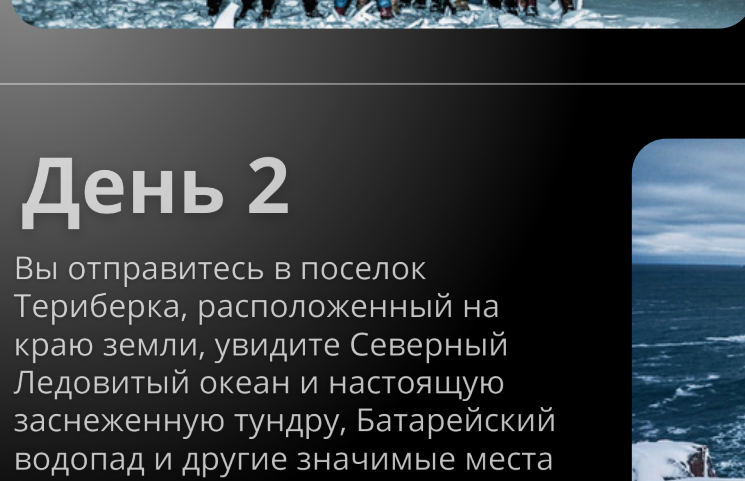 День 2
Вы отправитесь в поселок
Териберка, расположенный на
краю земли, увидите Северный
Ледовитый океан и настоящую
заснеженную тундру, Батарейский
водопад и другие значимые места